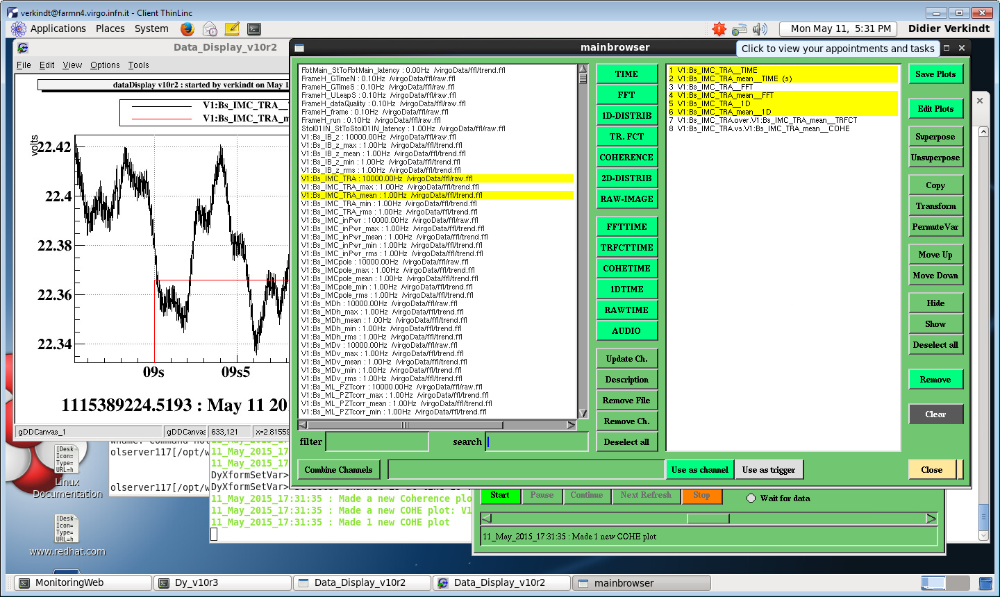 verkindt@farmn4.virgo.infn.it - Client ThinLinc
Applications Places System
Mon May 11, 5:31 PM
Didier Verkindt
Click to view your appointments and tasks
Data_Display_v10r2
File Edit View Options Tools
dataDisplay v10r2 : started by verkindt on May 1
V1:Bs_IMC_TRA__
V1:Bs_IMC_TRA_m
volts
22.42
22.4
22.38
22.36
22.34
09s
09s5
1115389224.5193 : May 11 20
gDDCanvas_1
gDDCanvas
633,121
x=2.81559
mainbrowser
FbtMain_StToFbtMain_latency : 0.00Hz /virgoData/ffl/trend.ffl
FrameH_GTimeN : 0.10Hz /virgoData/ffl/raw.ffl
FrameH_GTimeS : 0.10Hz /virgoData/ffl/raw.ffl
FrameH_ULeapS : 0.10Hz /virgoData/ffl/raw.ffl
FrameH_dataQuality : 0.10Hz /virgoData/ffl/raw.ffl
FrameH_frame : 0.10Hz /virgoData/ffl/raw.ffl
FrameH_run : 0.10Hz /virgoData/ffl/raw.ffl
Stol01IN_StToStol01IN_latency : 1.00Hz /virgoData/ffl/raw.ffl
V1:Bs_IB_z : 10000.00Hz /virgoData/ffl/raw.ffl
V1:Bs_IB_z_max : 1.00Hz /virgoData/ffl/trend.ffl
V1:Bs_IB_z_mean : 1.00Hz /virgoData/ffl/trend.ffl
V1:Bs_IB_z_min : 1.00Hz /virgoData/ffl/trend.ffl
V1:Bs_IB_z_rms : 1.00Hz /virgoData/ffl/trend.ffl
V1:Bs_IMC_TRA : 10000.00Hz /virgoData/ffl/raw.ffl
V1:Bs_IMC_TRA_max : 1.00Hz /virgoData/ffl/trend.ffl
V1:Bs_IMC_TRA_mean : 1.00Hz /virgoData/ffl/trend.ffl
V1:Bs_IMC_TRA_min : 1.00Hz /virgoData/ffl/trend.ffl
V1:Bs_IMC_TRA_rms : 1.00Hz /virgoData/ffl/trend.ffl
V1:Bs_IMC_inPwr : 10000.00Hz /virgoData/ffl/raw.ffl
V1:Bs_IMC_inPwr_max : 1.00Hz /virgoData/ffl/trend.ffl
V1:Bs_IMC_inPwr_mean : 1.00Hz /virgoData/ffl/trend.ffl
V1:Bs_IMC_inPwr_min : 1.00Hz /virgoData/ffl/trend.ffl
V1:Bs_IMC_inPwr_rms : 1.00Hz /virgoData/ffl/trend.ffl
V1:Bs_IMCpole : 10000.00Hz /virgoData/ffl/raw.ffl
V1:Bs_IMCpole_max : 1.00Hz /virgoData/ffl/trend.ffl
V1:Bs_IMCpole_mean : 1.00Hz /virgoData/ffl/trend.ffl
V1:Bs_IMCpole_min : 1.00Hz /virgoData/ffl/trend.ffl
V1:Bs_IMCpole_rms : 1.00Hz /virgoData/ffl/trend.ffl
V1:Bs_MDh : 10000.00Hz /virgoData/ffl/raw.ffl
V1:Bs_MDh_max : 1.00Hz /virgoData/ffl/trend.ffl
V1:Bs_MDh_mean : 1.00Hz /virgoData/ffl/trend.ffl
V1:Bs_MDh_min : 1.00Hz /virgoData/ffl/trend.ffl
V1:Bs_MDh_rms : 1.00Hz /virgoData/ffl/trend.ffl
V1:Bs_MDv : 10000.00Hz /virgoData/ffl/raw.ffl
V1:Bs_MDv_max : 1.00Hz /virgoData/ffl/trend.ffl
V1:Bs_MDv_mean : 1.00Hz /virgoData/ffl/trend.ffl
V1:Bs_MDv_min : 1.00Hz /virgoData/ffl/trend.ffl
V1:Bs_MDv_rms : 1.00Hz /virgoData/ffl/trend.ffl
V1:Bs_ML_PZTcorr : 10000.00Hz /virgoData/ffl/raw.ffl
V1:Bs_ML_PZTcorr_max : 1.00Hz /virgoData/ffl/trend.ffl
V1:Bs_ML_PZTcorr_mean : 1.00Hz /virgoData/ffl/trend.ffl
V1:Bs_ML_PZTcorr_min : 1.00Hz /virgoData/ffl/trend.ffl
filter
search
Combine Channels
TIME
FFT
1D-DISTRIB
TR. FCT
COHERENCE
2D-DISTRIB
RAW-IMAGE
FFTTIME
TRFCTTIME
COHETIME
1DTIME
RAWTIME
AUDIO
Update Ch.
Description
Remove File
Remove Ch.
Deselect all
1 V1:Bs_IMC_TRA__TIME
2 V1:Bs_IMC_TRA_mean__TIME (s)
3 V1:Bs_IMC_TRA__FFT
4 V1:Bs_IMC_TRA_mean__FFT
5 V1:Bs_IMC_TRA__1D
6 V1:Bs_IMC_TRA_mean__1D
7 V1:Bs_IMC_TRA.over.V1:Bs_IMC_TRA_mean__TRFCT
8 V1:Bs_IMC_TRA.vs.V1:Bs_IMC_TRA_mean__COHE
Use as channel
Use as trigger
Save Plots
Edit Plots
Superpose
Unsuperpose
Copy
Transform
PermuteVar
Move Up
Move Down
Hide
Show
Deselect all
Remove
Clear
Close
olserver117[/opt/w
olserver117[/opt/w
11_May_2015_17
11_May_2015_17
DyXformSetVar>
11_May_2015_17:31:35 : Made a new Coherence plo
11_May_2015_17:31:35 : Made a new COHE plot: V1
11_May_2015_17:31:35 : Made 1 new COHE plot
Start
Pause
Continue
Next Refresh
Stop
Wait for data
11_May_2015_17:31:35 : Made 1 new COHE plot
[Desk
Icon=
Type=
URL=h
Linux
Documentation
[Desk
Icon=
Type=
URL=h
www.redhat.com
MonitoringWeb
Dy_v10r3
Data_Display_v10r2
Data_Display_v10r2
mainbrowser